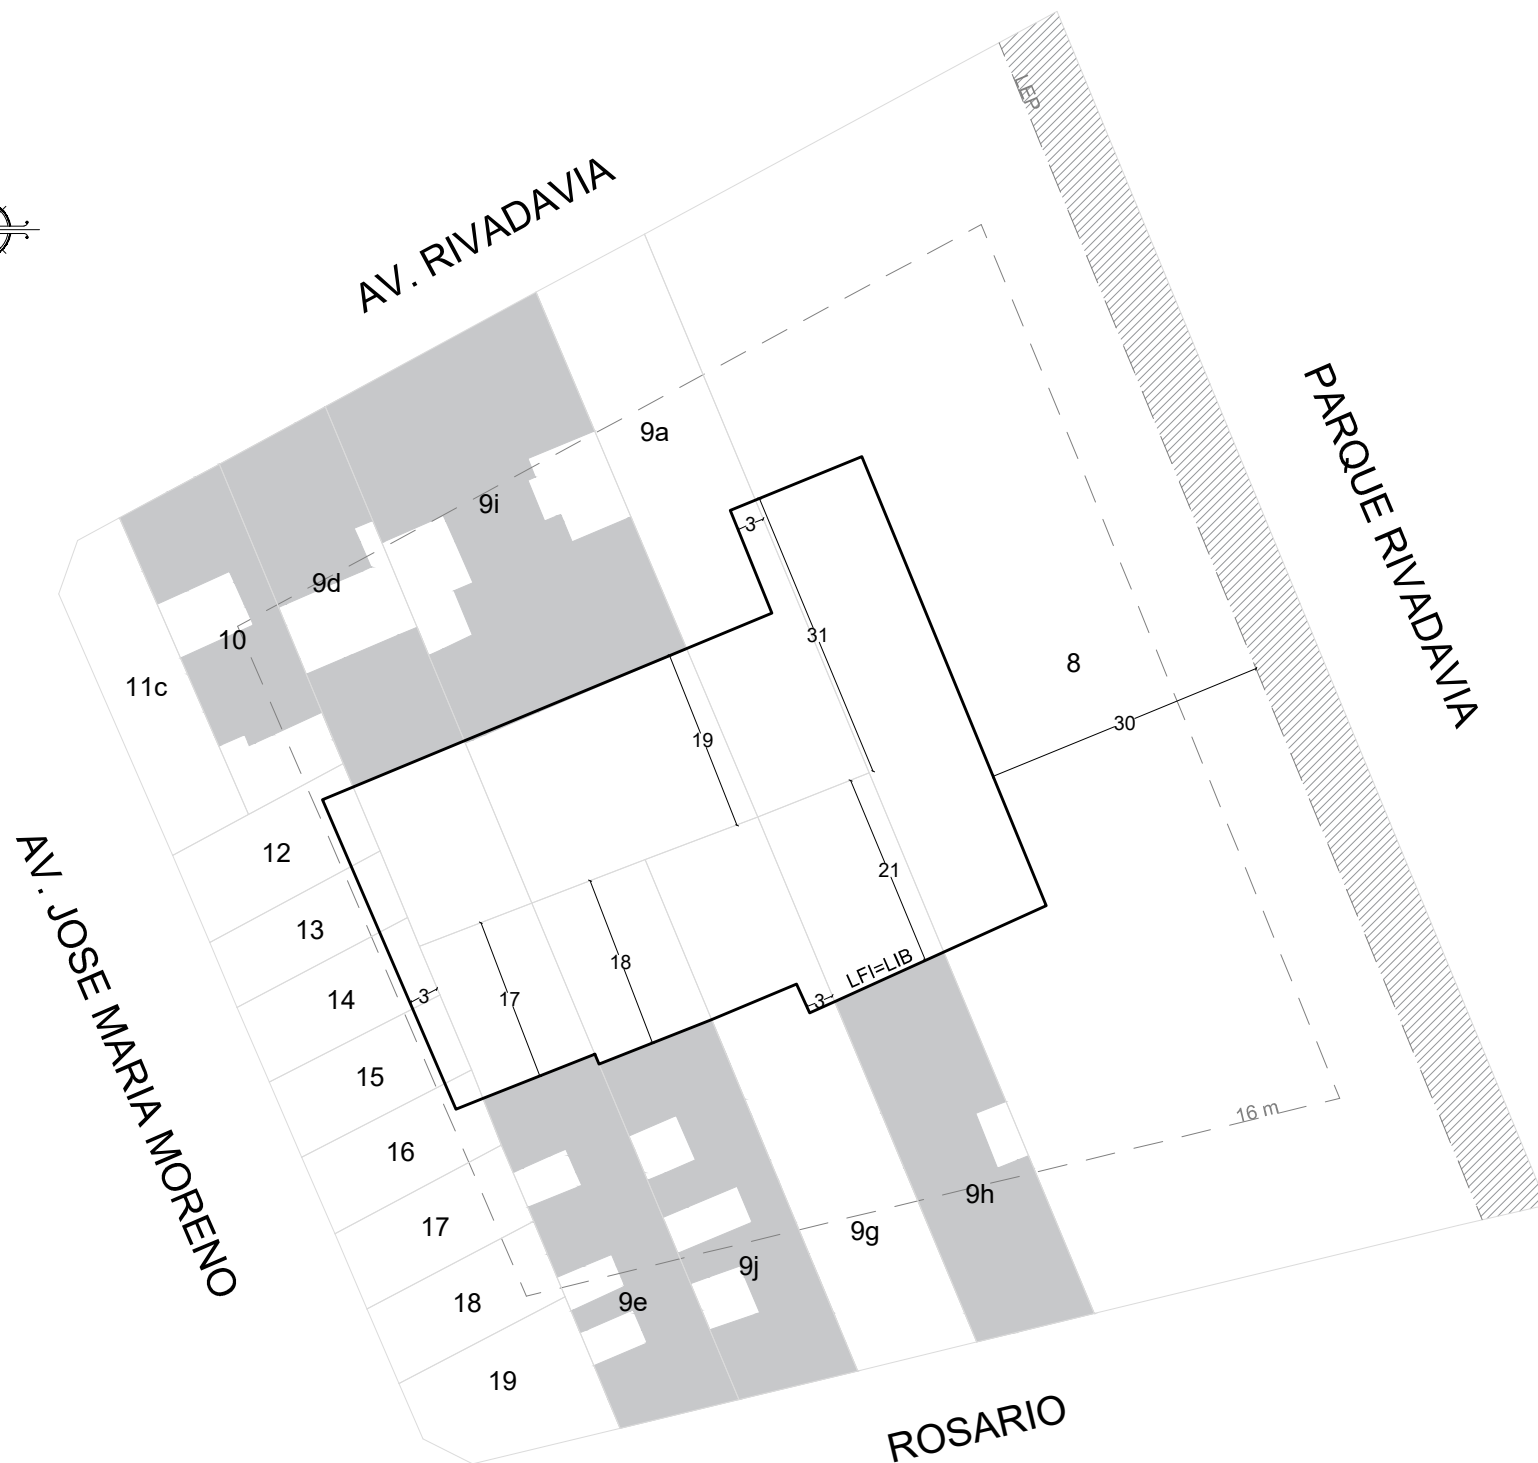 LEP
AV. RIVADAVIA
PARQUE RIVADAVIA
9a
9i
3
9d
10
31
8
11c
30
19
12
21
13
18
LFI=LIB
14
3
17
3
15
16 m
16
9h
17
9g
9j
18
9e
19
AV. JOSE MARIA MORENO
ROSARIO